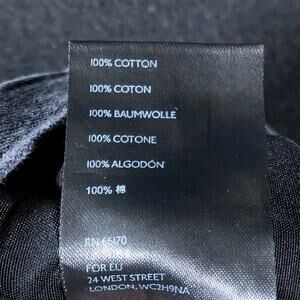 100% COTTON
100% COTON
100% BAUMWOLLE
100% COTONE
100% ALGODÓN
100% 棉
RN 66170
FOR EU
24 WEST STREET
LONDON, WC2H9NA